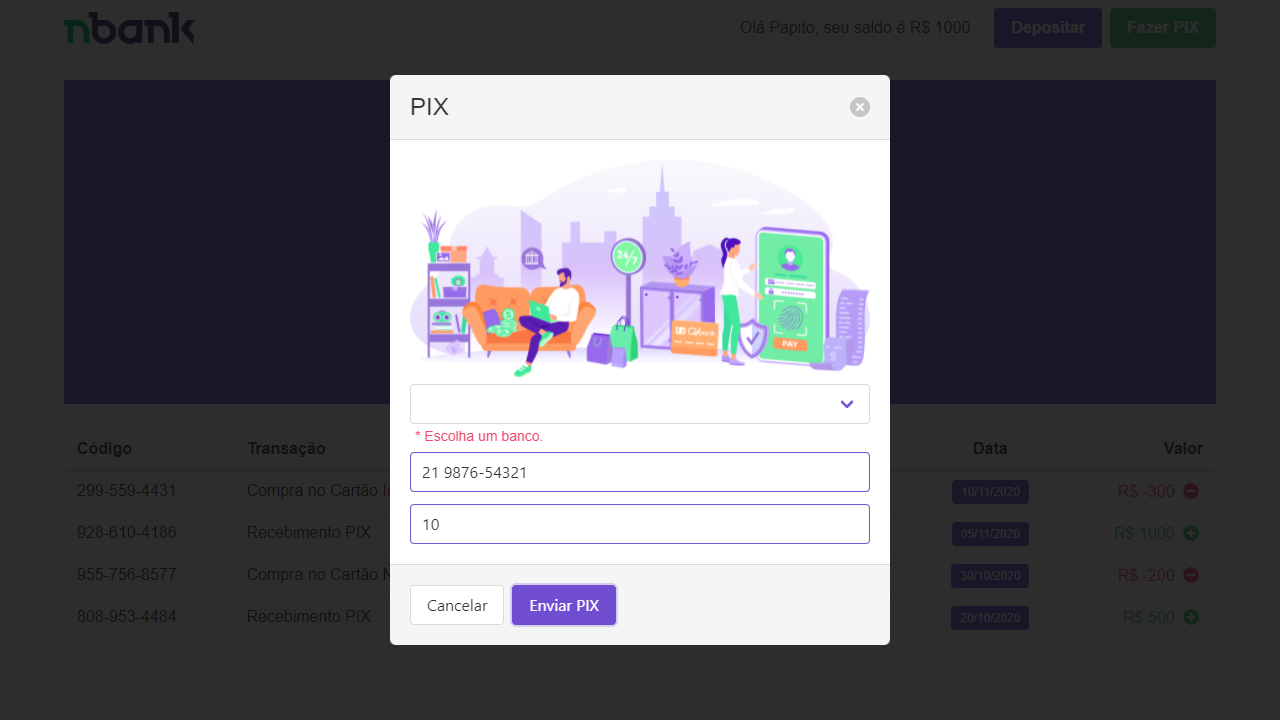 nbank
Olá Papito, seu saldo é R$ 1000
Depositar
Fazer PIX
PIX
24/7
Qbank
PAY
* Escolha um banco.
21 9876-54321
10
Cancelar
Enviar PIX
Código Transação Data Valor
299-559-4431 Compra no Cartão 10/11/2020 R$ -300
928-610-4186 Recebimento PIX 05/11/2020 R$ 1000
955-756-8577 Compra no Cartão 30/10/2020 R$ -200
808-953-4484 Recebimento PIX 20/10/2020 R$ 500